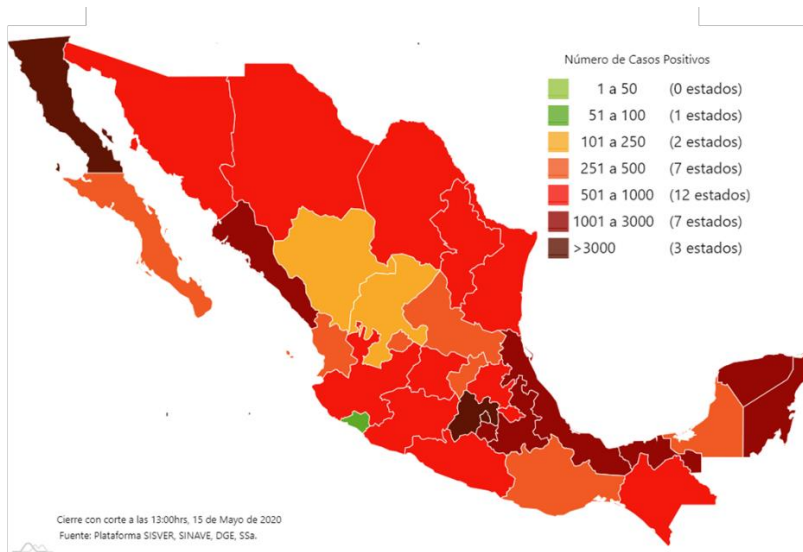 Número de Casos Positivos
1 a 50 (0 estados)
51 a 100 (1 estados)
101 a 250 (2 estados)
251 a 500 (7 estados)
501 a 1000 (12 estados)
1001 a 3000 (7 estados)
>3000 (3 estados)
Cierre con corte a las 13:00hrs, 15 de Mayo de 2020
Fuente: Plataforma SISVER, SINAVE, DGE, SSa.